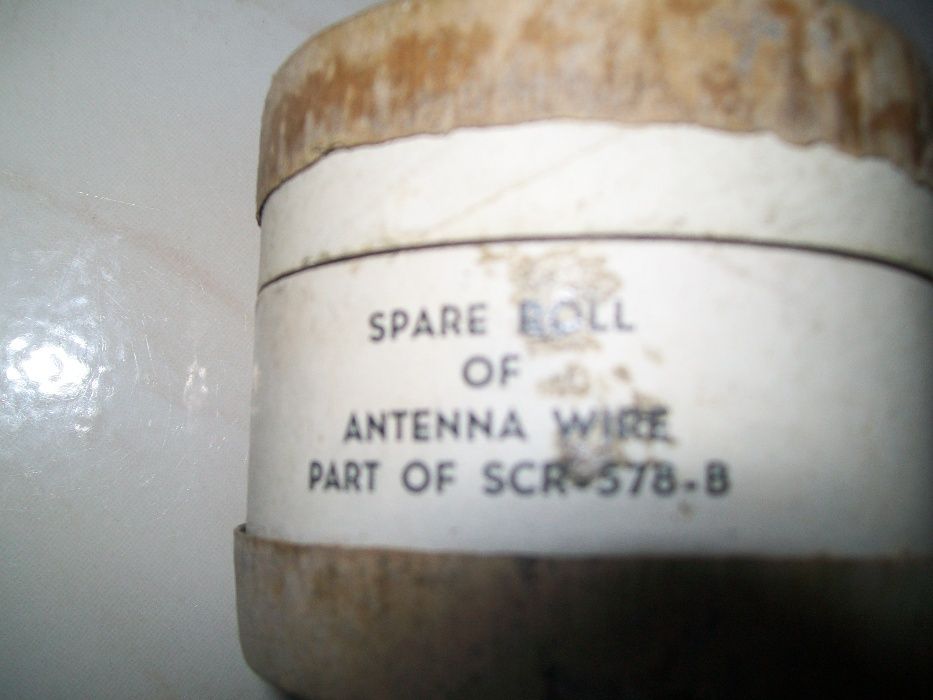 SPARE ROLL
OF
ANTENNA WIRE
PART OF SCR-578-B